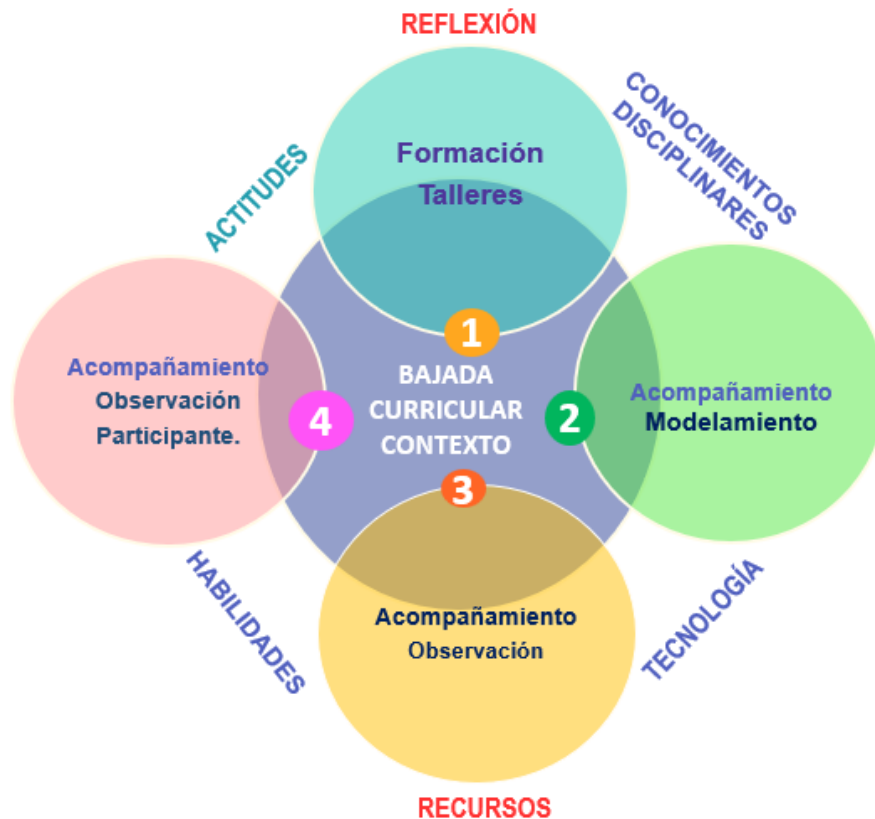 REFLEXIÓN
CONOCIMIENTOS
DISCIPLINARES
ACTITUDES
Formación
Talleres
1
BAJADA
CURRICULAR
CONTEXTO
Acompañamiento
Observación
Participante.
4
2
Acompañamiento
Modelamiento
3
Acompañamiento
Observación
HABILIDADES
TECNOLOGÍA
RECURSOS